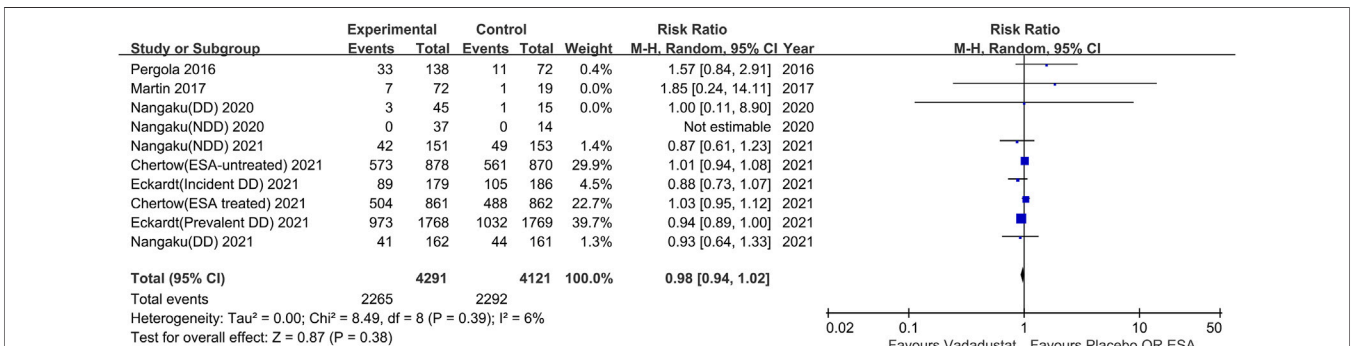 Experimental Control Risk Ratio Risk Ratio
Study or Subgroup Events Total Events Total Weight M-H, Random, 95% CI Year M-H, Random, 95% CI
Pergola 2016 33 138 11 72 0.4% 1.57 [0.84, 2.91] 2016
Martin 2017 7 72 1 19 0.0% 1.85 [0.24, 14.11] 2017
Nangaku(DD) 2020 3 45 1 15 0.0% 1.00 [0.11, 8.90] 2020
Nangaku(NDD) 2020 0 37 0 14 Not estimable 2020
Nangaku(NDD) 2021 42 151 49 153 1.4% 0.87 [0.61, 1.23] 2021
Chertow(ESA-untreated) 2021 573 878 561 870 29.9% 1.01 [0.94, 1.08] 2021
Eckardt(Incident DD) 2021 89 179 105 186 4.5% 0.88 [0.73, 1.07] 2021
Chertow(ESA treated) 2021 504 861 488 862 22.7% 1.03 [0.95, 1.12] 2021
Eckardt(Prevalent DD) 2021 973 1768 1032 1769 39.7% 0.94 [0.89, 1.00] 2021
Nangaku(DD) 2021 41 162 44 161 1.3% 0.93 [0.64, 1.33] 2021
Total (95% CI) 4291 4121 100.0% 0.98 [0.94, 1.02]
Total events 2265 2292
Heterogeneity: Tau² = 0.00; Chi² = 8.49, df = 8 (P = 0.39); I² = 6%
Test for overall effect: Z = 0.87 (P = 0.38)
0.02 0.1 1 10 50
Favours Vadadustat Favours Placebo OR ESA